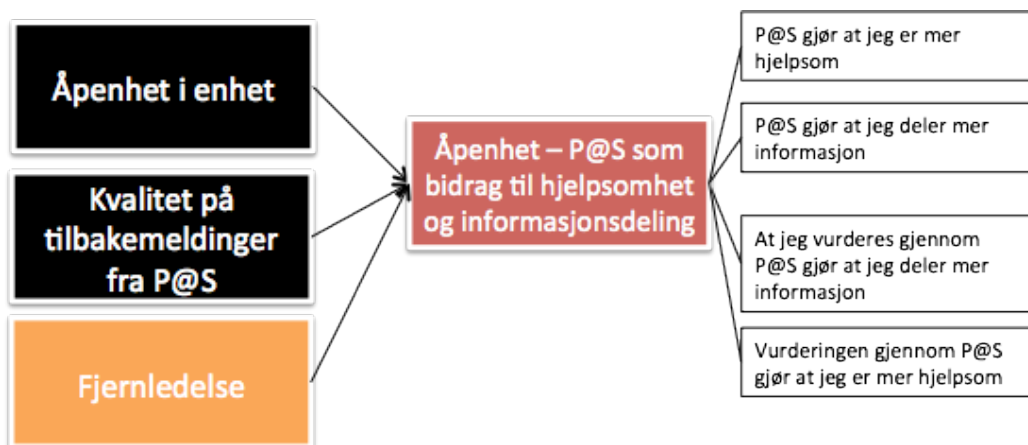 Åpenhet i enhet
Kvalitet på
tilbakemeldinger
fra P@S
Fjernledelse
Åpenhet – P@S som
bidrag til hjelpsomhet
og informasjonsdeling
P@S gjør at jeg er mer
hjelpsom
P@S gjør at jeg deler mer
informasjon
At jeg vurderes gjennom
P@S gjør at jeg deler mer
informasjon
Vurderingen gjennom P@S
gjør at jeg er mer hjelpsom